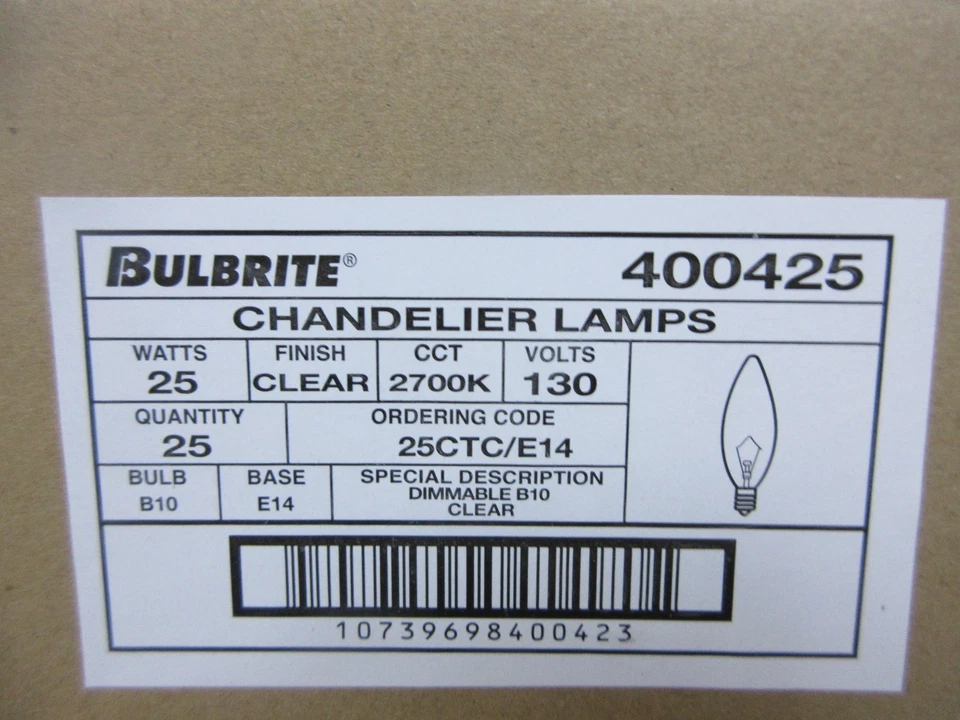 BULBRITE® 400425
CHANDELIER LAMPS
WATTS FINISH CCT VOLTS
25 CLEAR 2700K 130
QUANTITY ORDERING CODE
25 25CTC/E14
BULB BASE SPECIAL DESCRIPTION
B10 E14 DIMMABLE B10
CLEAR
10739698400423